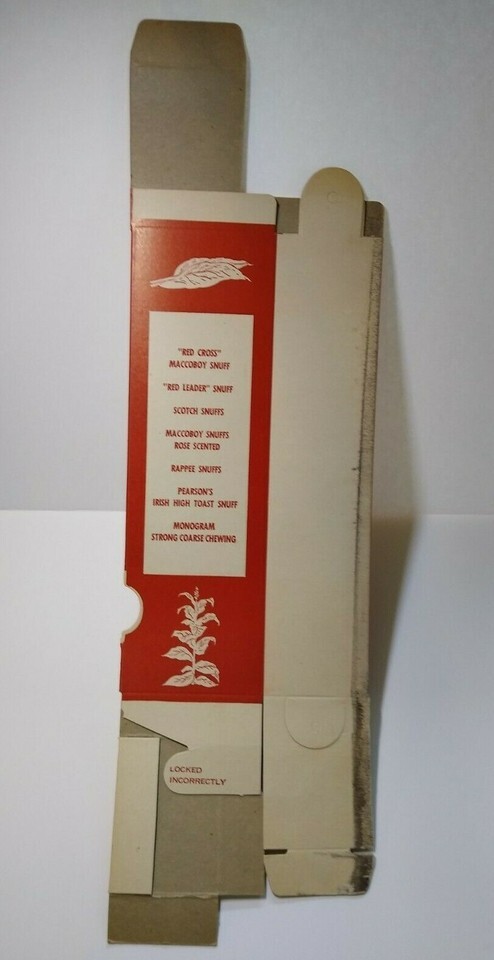 "RED CROSS"
MACCOBOY SNUFF
"RED LEADER" SNUFF
SCOTCH SNUFFS
MACCOBOY SNUFFS
ROSE SCENTED
RAPPEE SNUFFS
PEARSON'S
IRISH HIGH TOAST SNUFF
MONOGRAM
STRONG COARSE CHEWING
LOCKED
INCORRECTLY